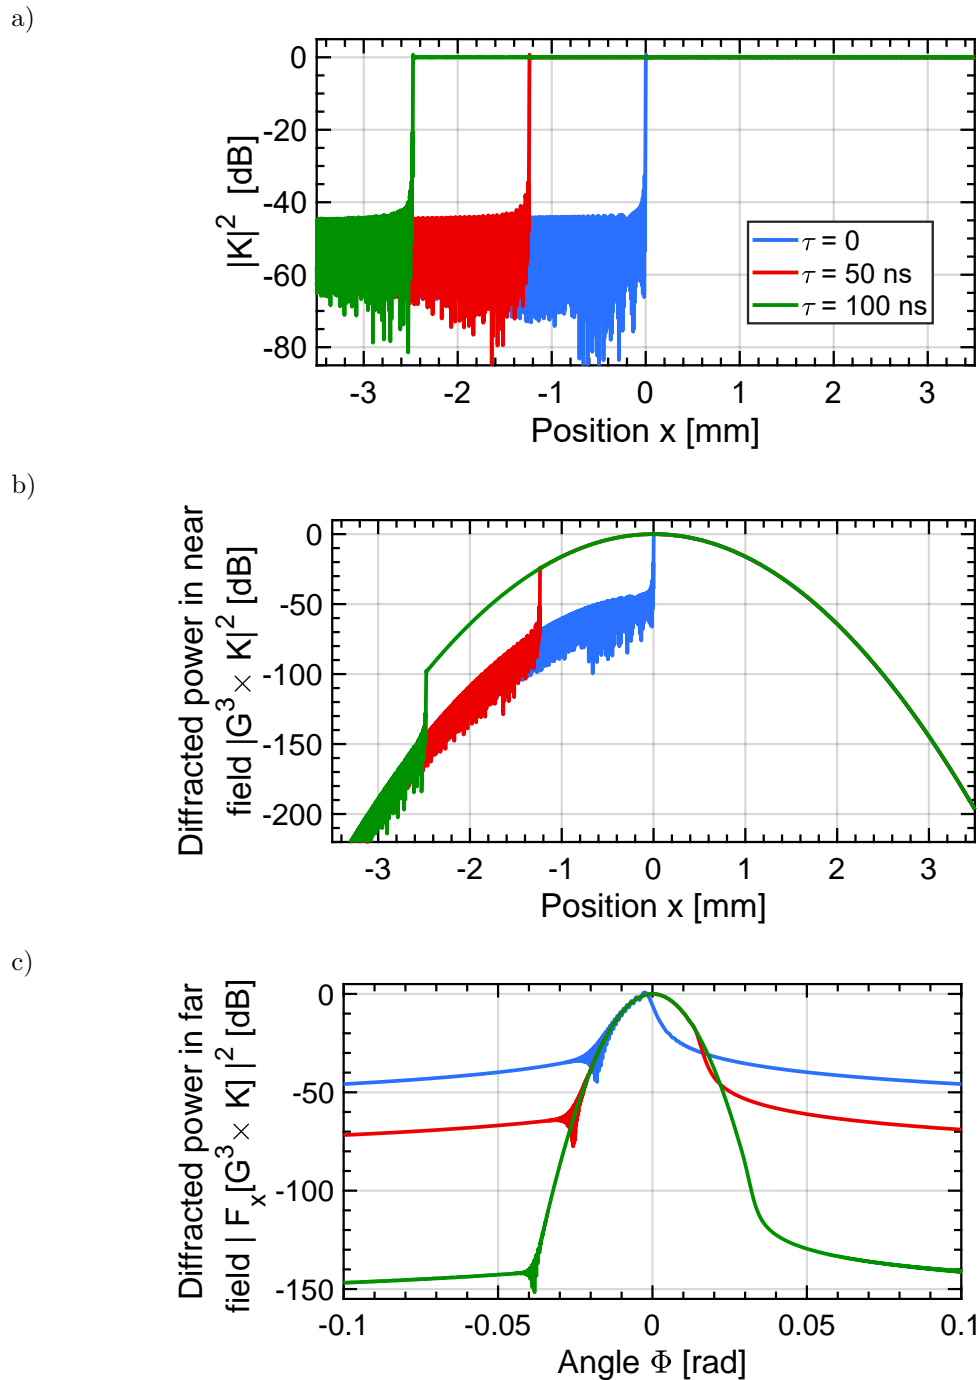 a)
0
-20
-40
-60
-80
|K|² [dB]
τ = 0
τ = 50 ns
τ = 100 ns
-3 -2 -1 0 1 2 3
Position x [mm]
b)
0
-50
-100
-150
-200
Diffracted power in near
field |G³ × K|² [dB]
-3 -2 -1 0 1 2 3
Position x [mm]
c)
0
-50
-100
-150
Diffracted power in far
field | Fₓ[G³ × K] |² [dB]
-0.1 -0.05 0 0.05 0.1
Angle Φ [rad]